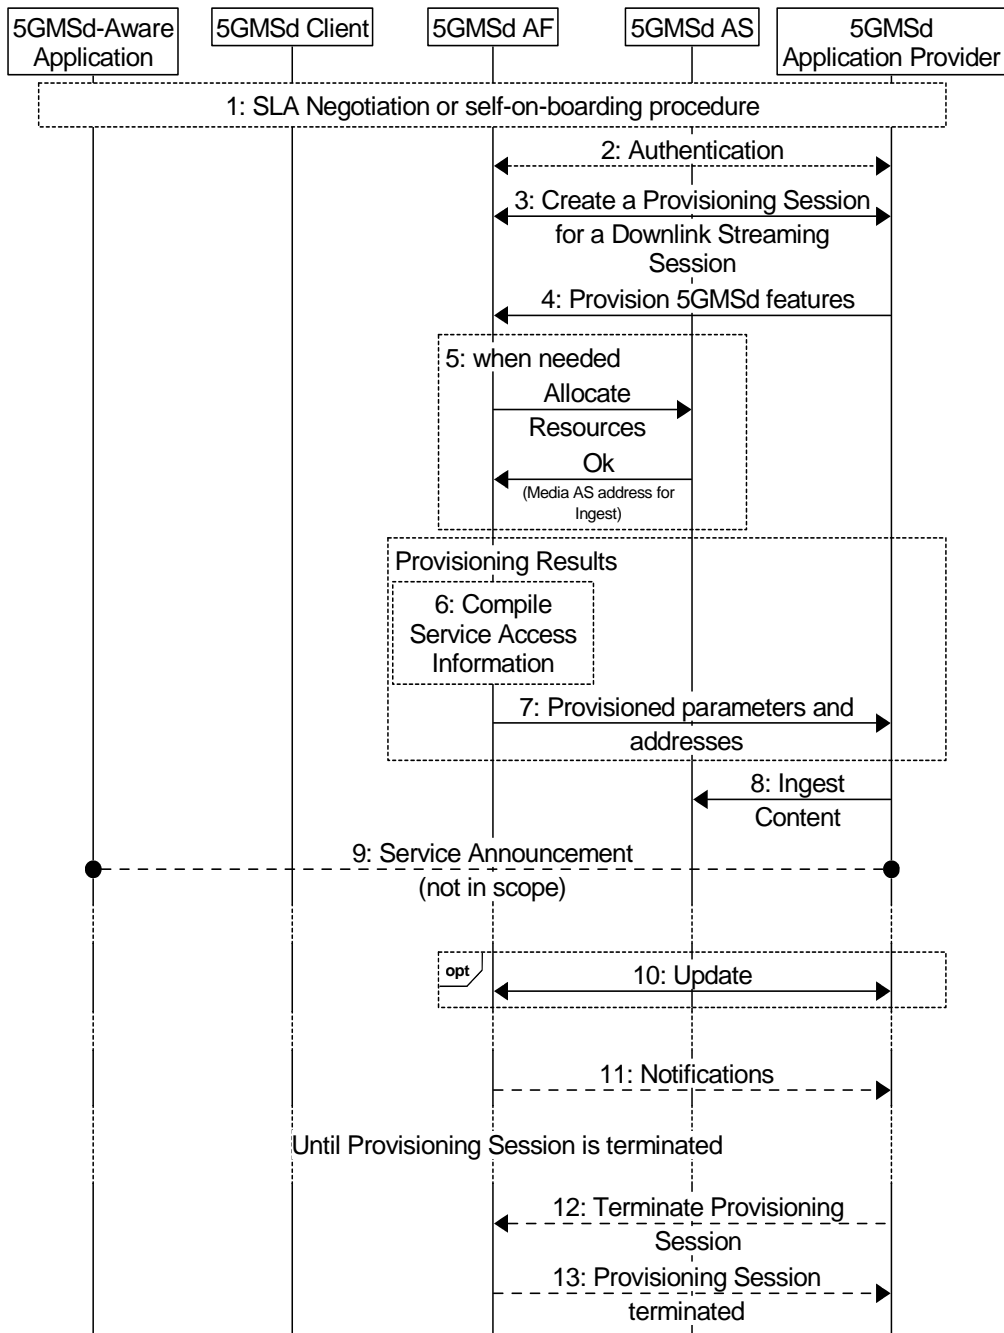 5GMSd-Aware
Application
5GMSd Client
5GMSd AF
5GMSd AS
5GMSd
Application Provider
1: SLA Negotiation or self-on-boarding procedure
2: Authentication
3: Create a Provisioning Session
for a Downlink Streaming
Session
4: Provision 5GMSd features
5: when needed
Allocate
Resources
Ok
(Media AS address for
Ingest)
Provisioning Results
6: Compile
Service Access
Information
7: Provisioned parameters and
addresses
8: Ingest
Content
9: Service Announcement
(not in scope)
opt
10: Update
11: Notifications
Until Provisioning Session is terminated
12: Terminate Provisioning
Session
13: Provisioning Session
terminated